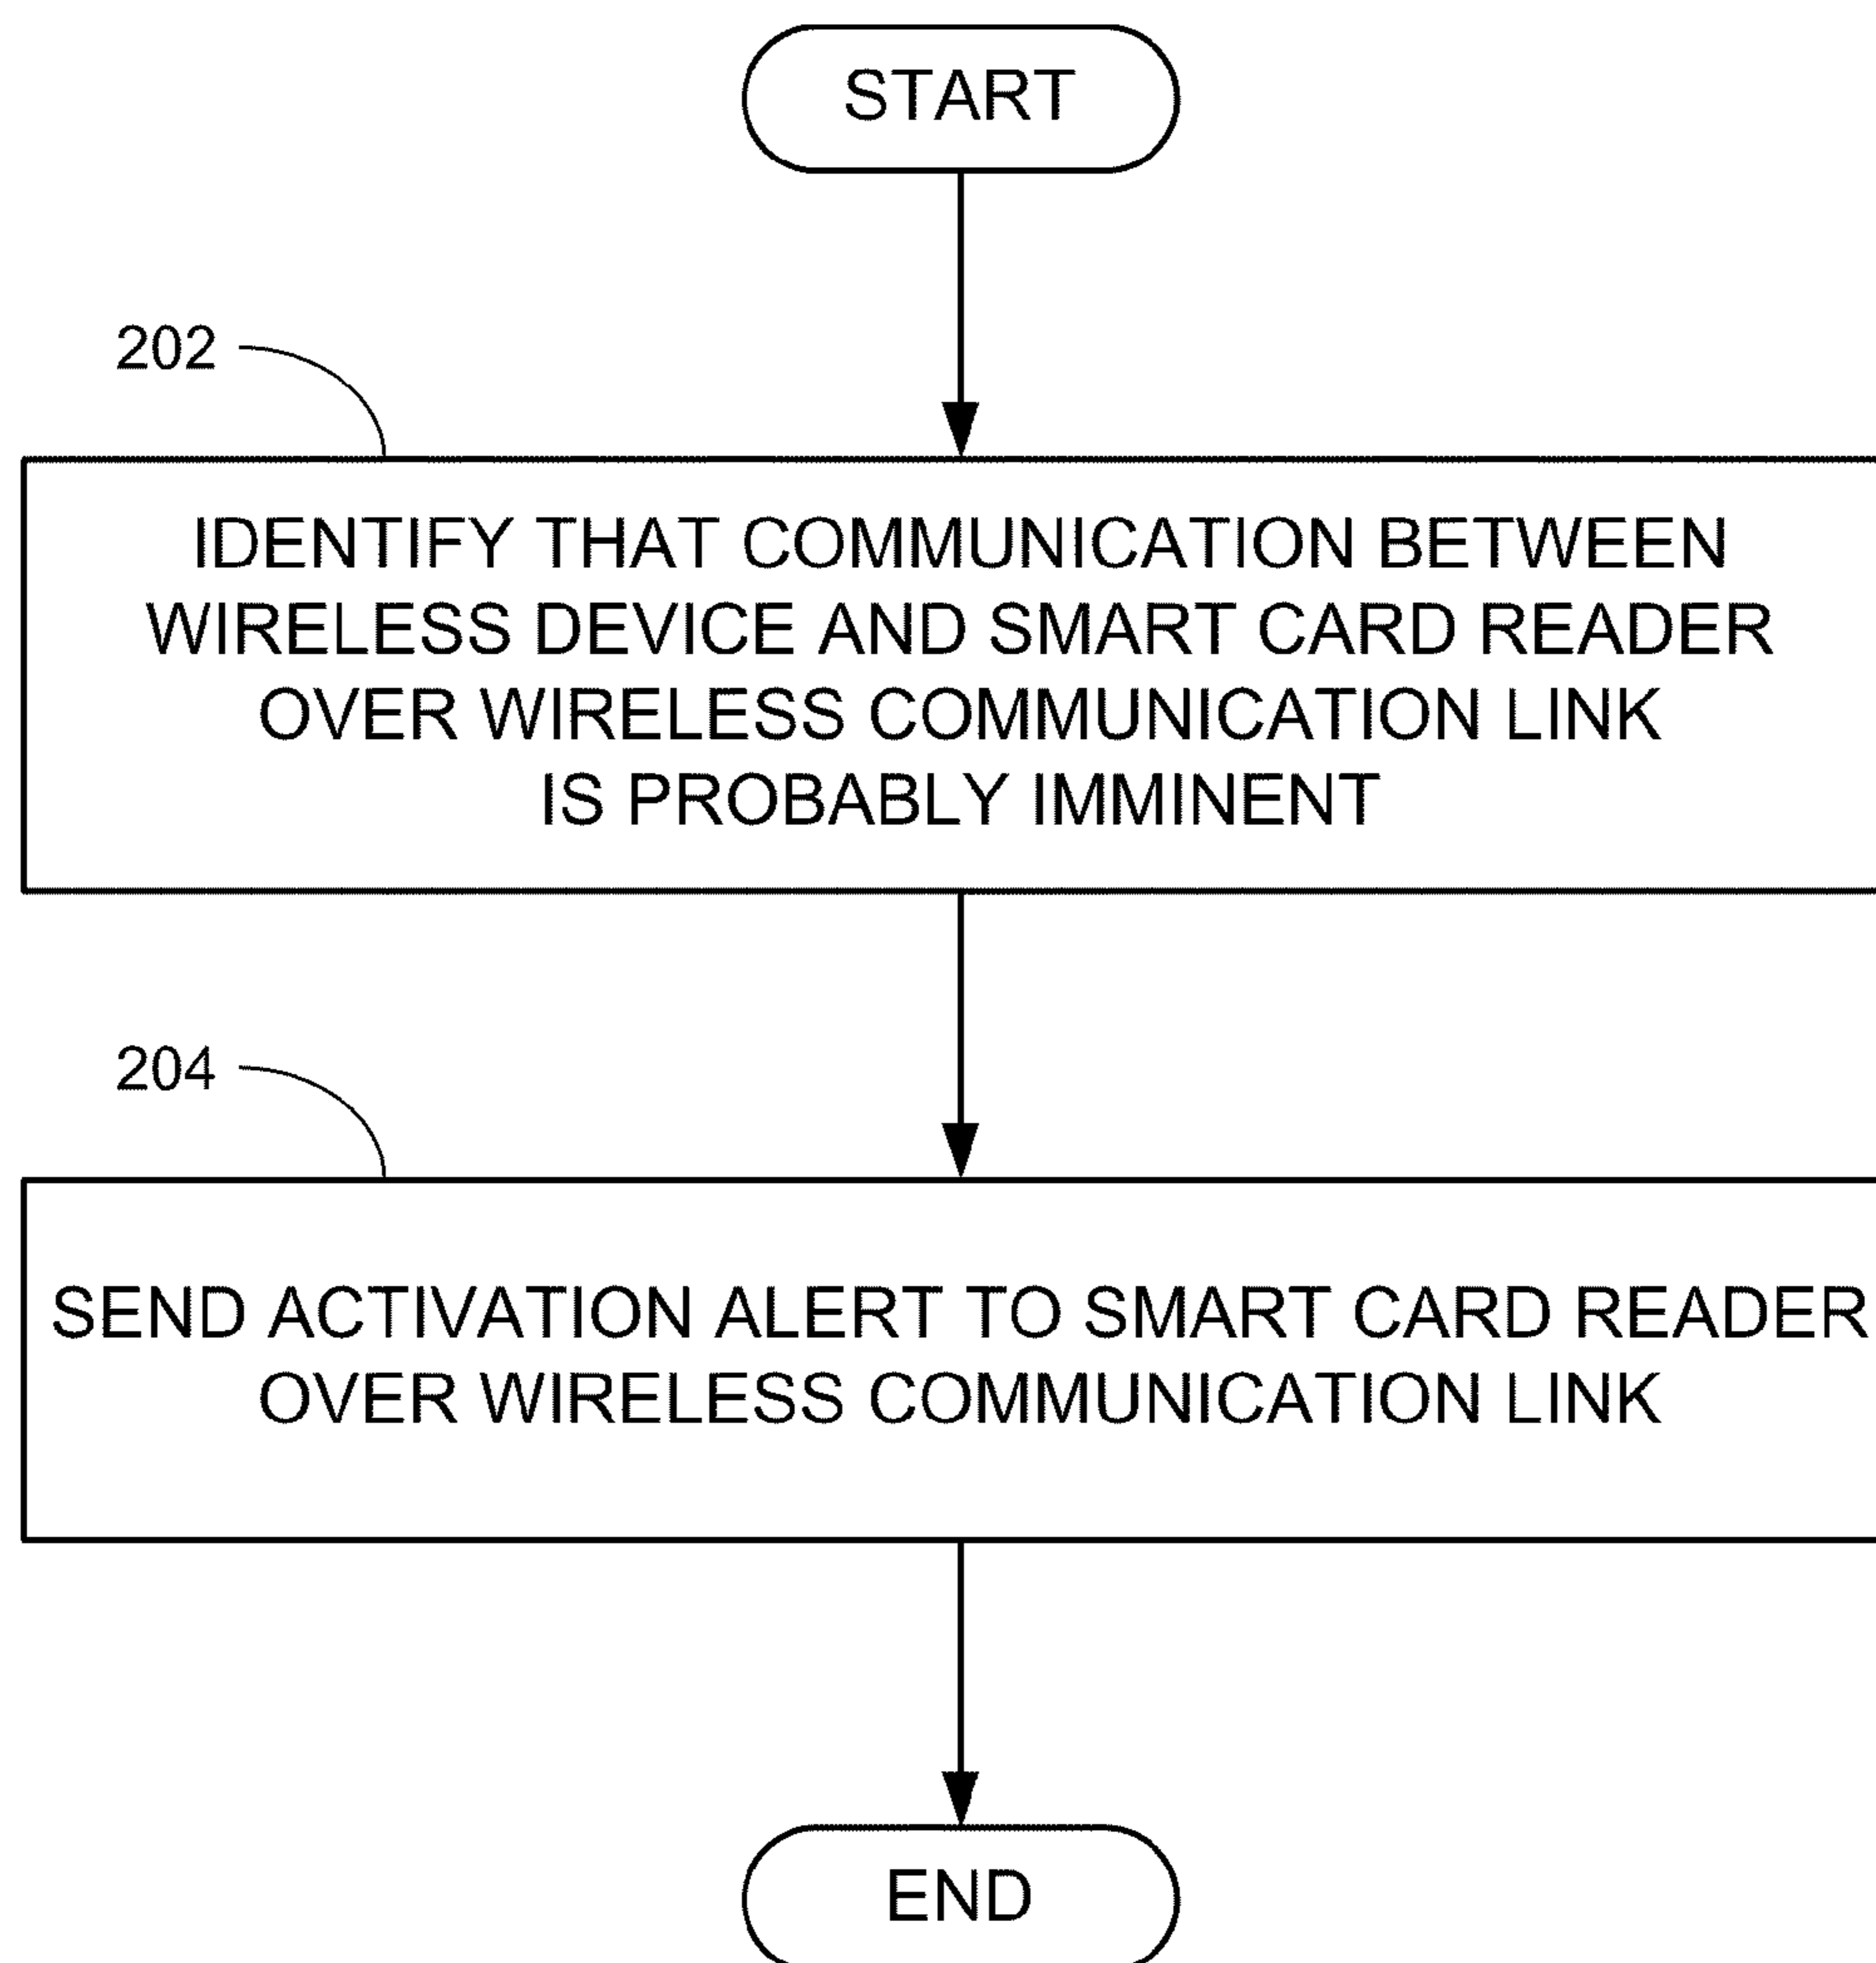 START
202
IDENTIFY THAT COMMUNICATION BETWEEN
WIRELESS DEVICE AND SMART CARD READER
OVER WIRELESS COMMUNICATION LINK
IS PROBABLY IMMINENT
204
SEND ACTIVATION ALERT TO SMART CARD READER
OVER WIRELESS COMMUNICATION LINK
END